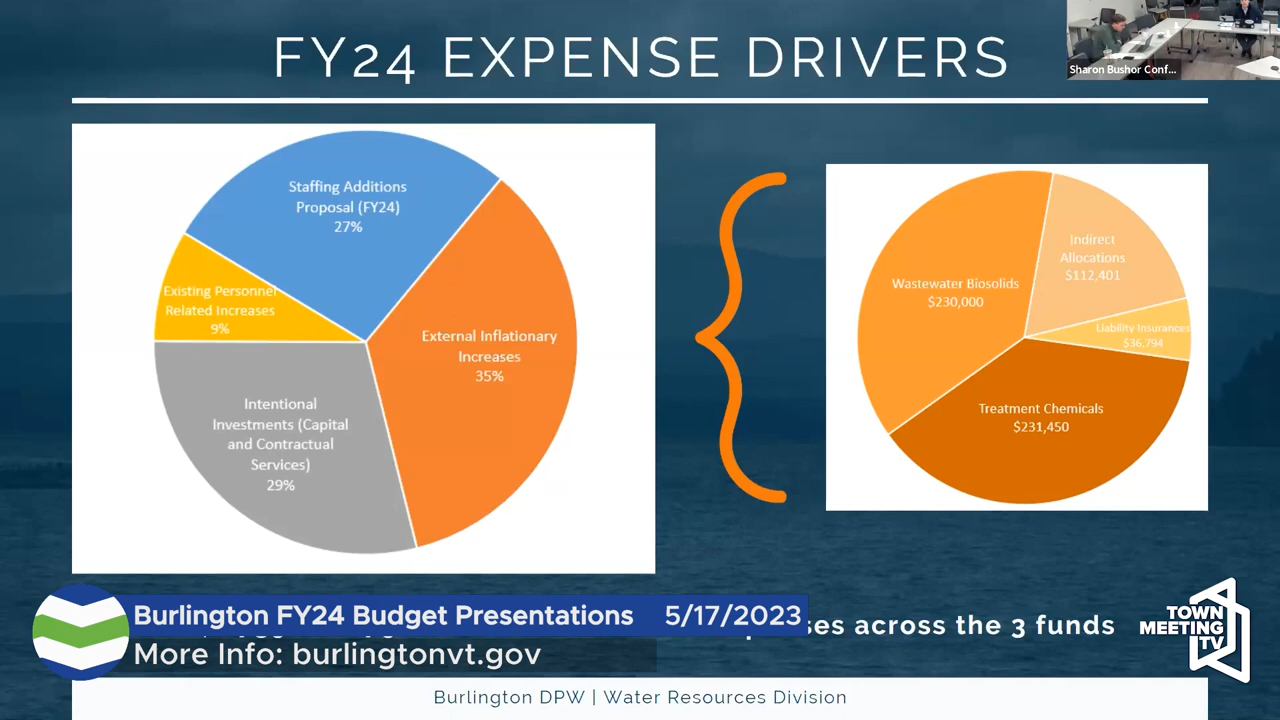 FY24 EXPENSE DRIVERS
Sharon Bushor Conf...
Staffing Additions
Proposal (FY24)
27%
Existing Personnel
Related Increases
9%
External Inflationary
Increases
35%
Intentional
Investments (Capital
and Contractual
Services)
29%
Wastewater Biosolids
$230,000
Indirect
Allocations
$112,401
Liability Insurances
$36,794
Treatment Chemicals
$231,450
Burlington FY24 Budget Presentations 5/17/2023
across the 3 funds
More Info: burlingtonvt.gov
TOWN
MEETING
TV
Burlington DPW | Water Resources Division